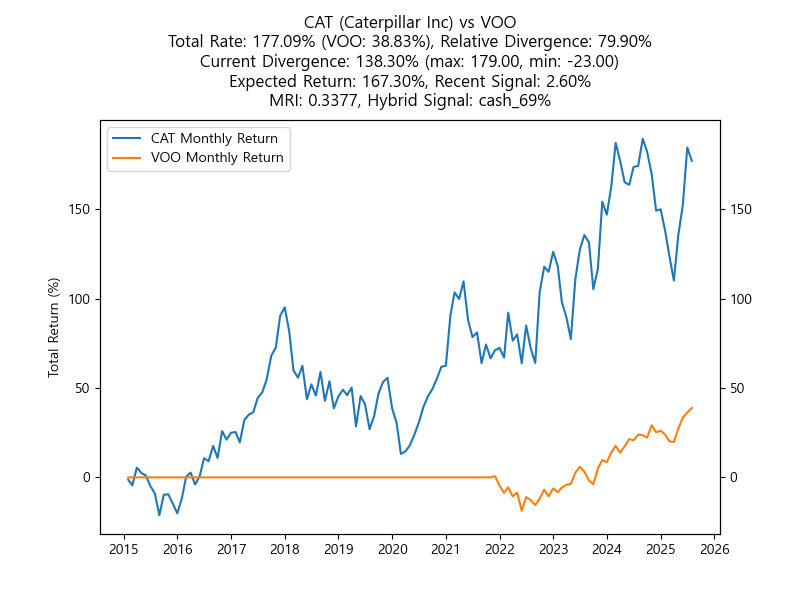 CAT (Caterpillar Inc) vs VOO
Total Rate: 177.09% (VOO: 38.83%), Relative Divergence: 79.90%
Current Divergence: 138.30% (max: 179.00, min: -23.00)
Expected Return: 167.30%, Recent Signal: 2.60%
MRI: 0.3377, Hybrid Signal: cash_69%
CAT Monthly Return
VOO Monthly Return
Total Return (%)
150
100
50
0
150
100
50
0
2015 2016 2017 2018 2019 2020 2021 2022 2023 2024 2025 2026